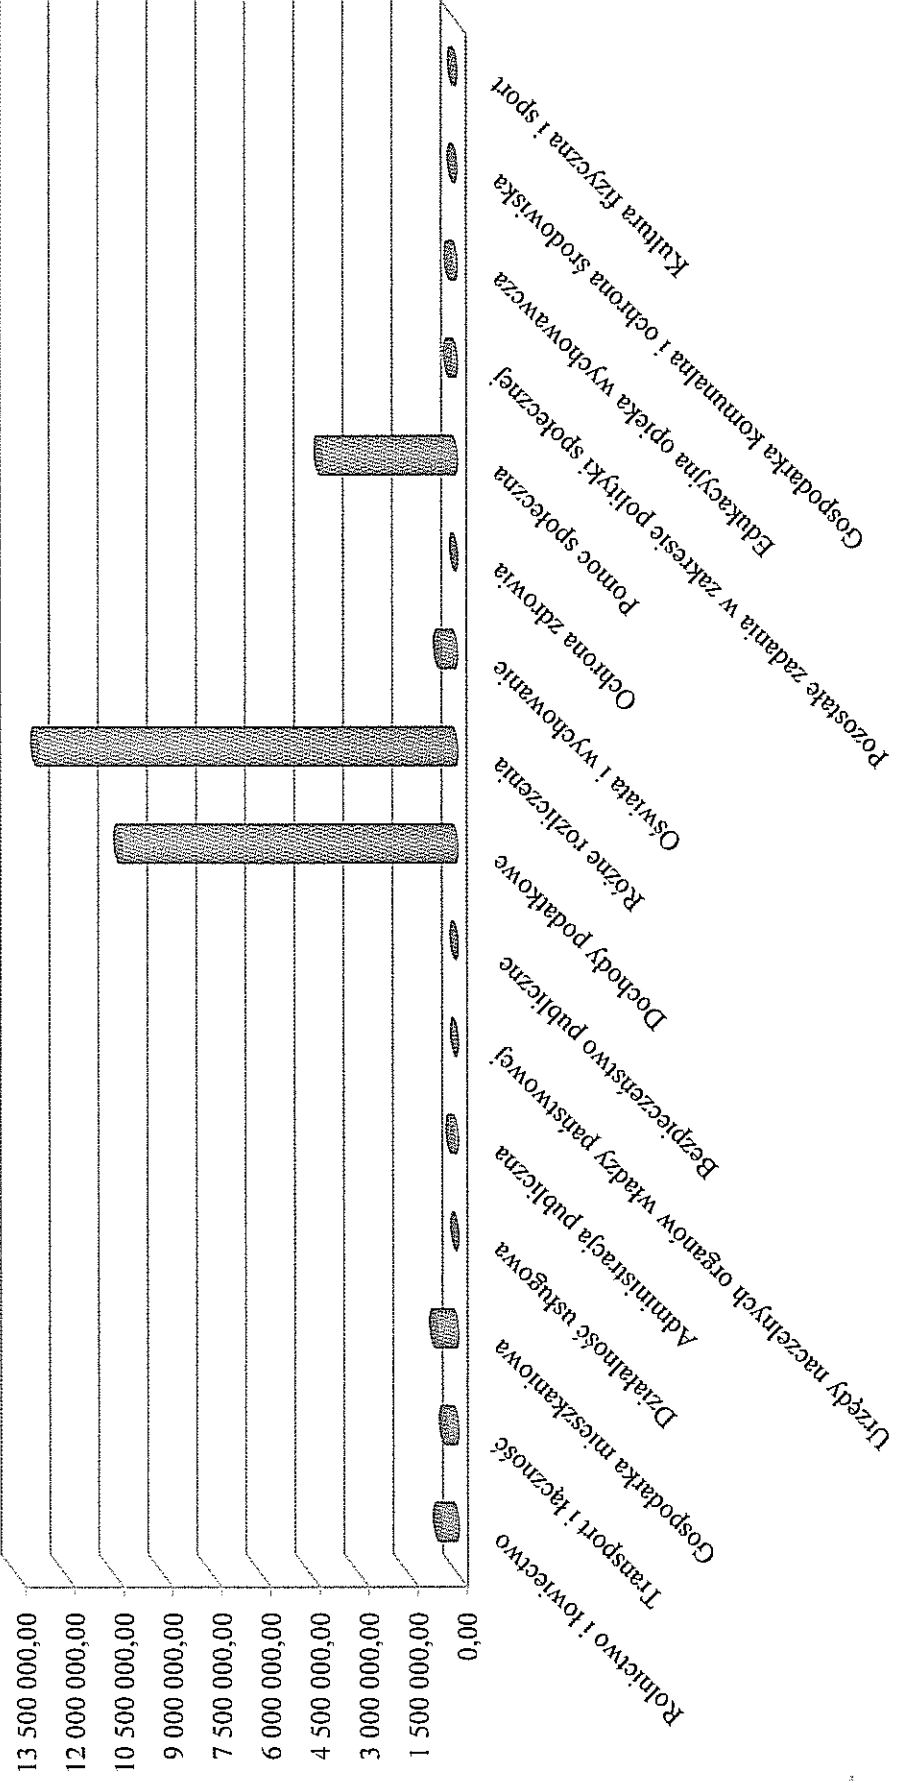 13 500 000,00
12 000 000,00
10 500 000,00
9 000 000,00
7 500 000,00
6 000 000,00
4 500 000,00
3 000 000,00
1 500 000,00
0,00
Rolnictwo i łowiectwo
Transport i łączność
Gospodarka mieszkaniowa
Działalność usługowa
Administracja publiczna
Urzędy naczelnych organów władzy państwowej
Bezpieczeństwo publiczne
Dochody podatkowe
Różne rozliczenia
Oświata i wychowanie
Ochrona zdrowia
Pomoc społeczna
Pozostałe zadania w zakresie polityki społecznej
Edukacyjna opieka wychowawcza
Gospodarka komunalna i ochrona środowiska
Kultura fizyczna i sport